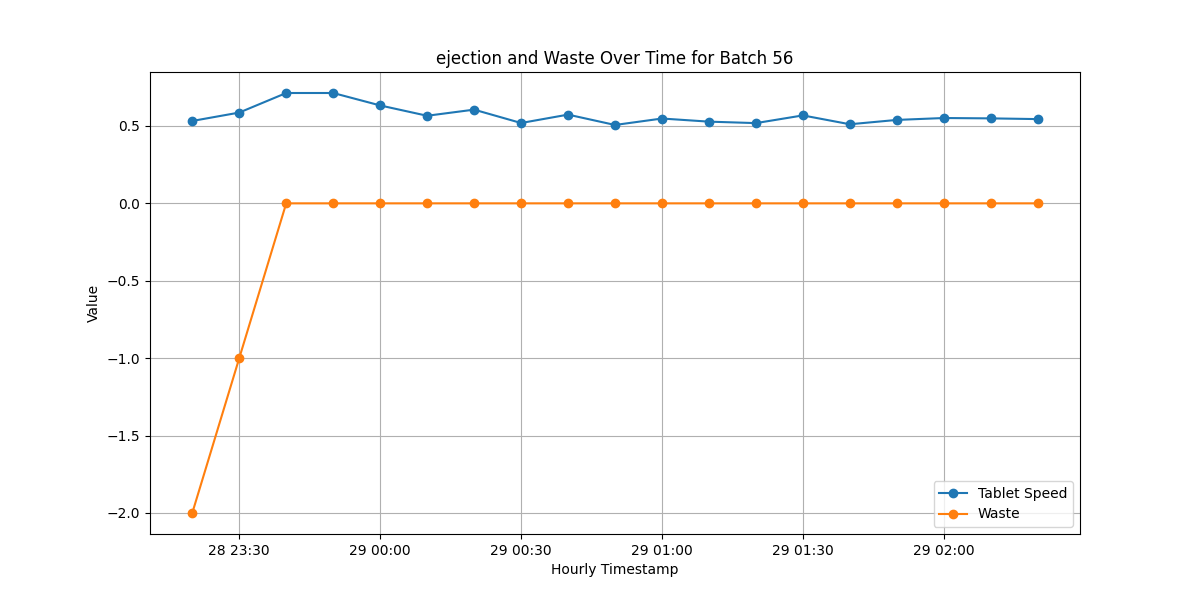 ejection and Waste Over Time for Batch 56
Value
0.5
0.0
−0.5
−1.0
−1.5
−2.0
Tablet Speed
Waste
28 23:30
29 00:00
29 00:30
29 01:00
29 01:30
29 02:00
Hourly Timestamp